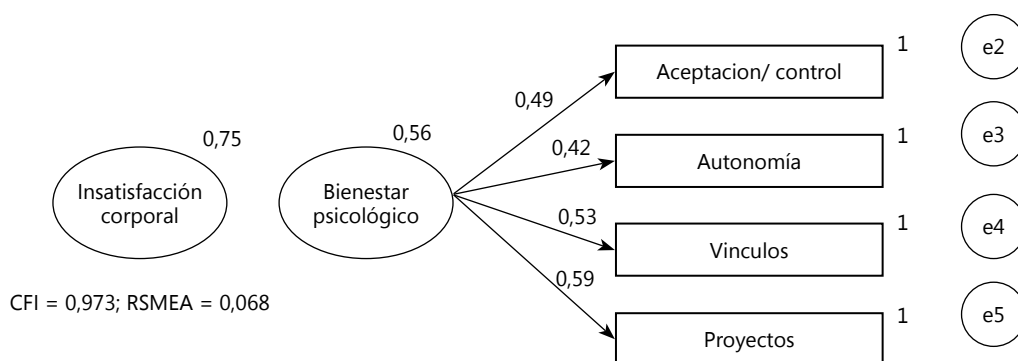 0,75
Insatisfacción
corporal
0,56
Bienestar
psicológico
0,49
0,42
0,53
0,59
Aceptacion/ control
1
e2
Autonomía
1
e3
Vinculos
1
e4
Proyectos
1
e5
CFI = 0,973; RSMEA = 0,068